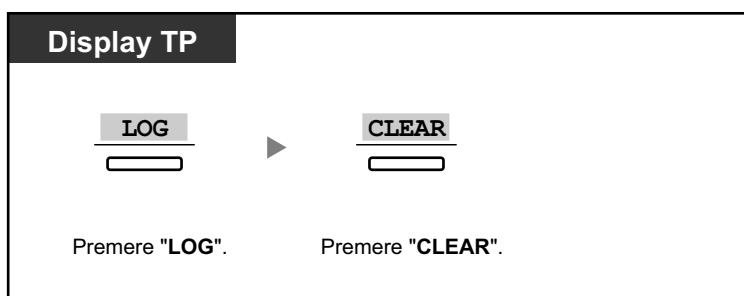 Display TP
LOG
CLEAR
Premere "LOG".
Premere "CLEAR".